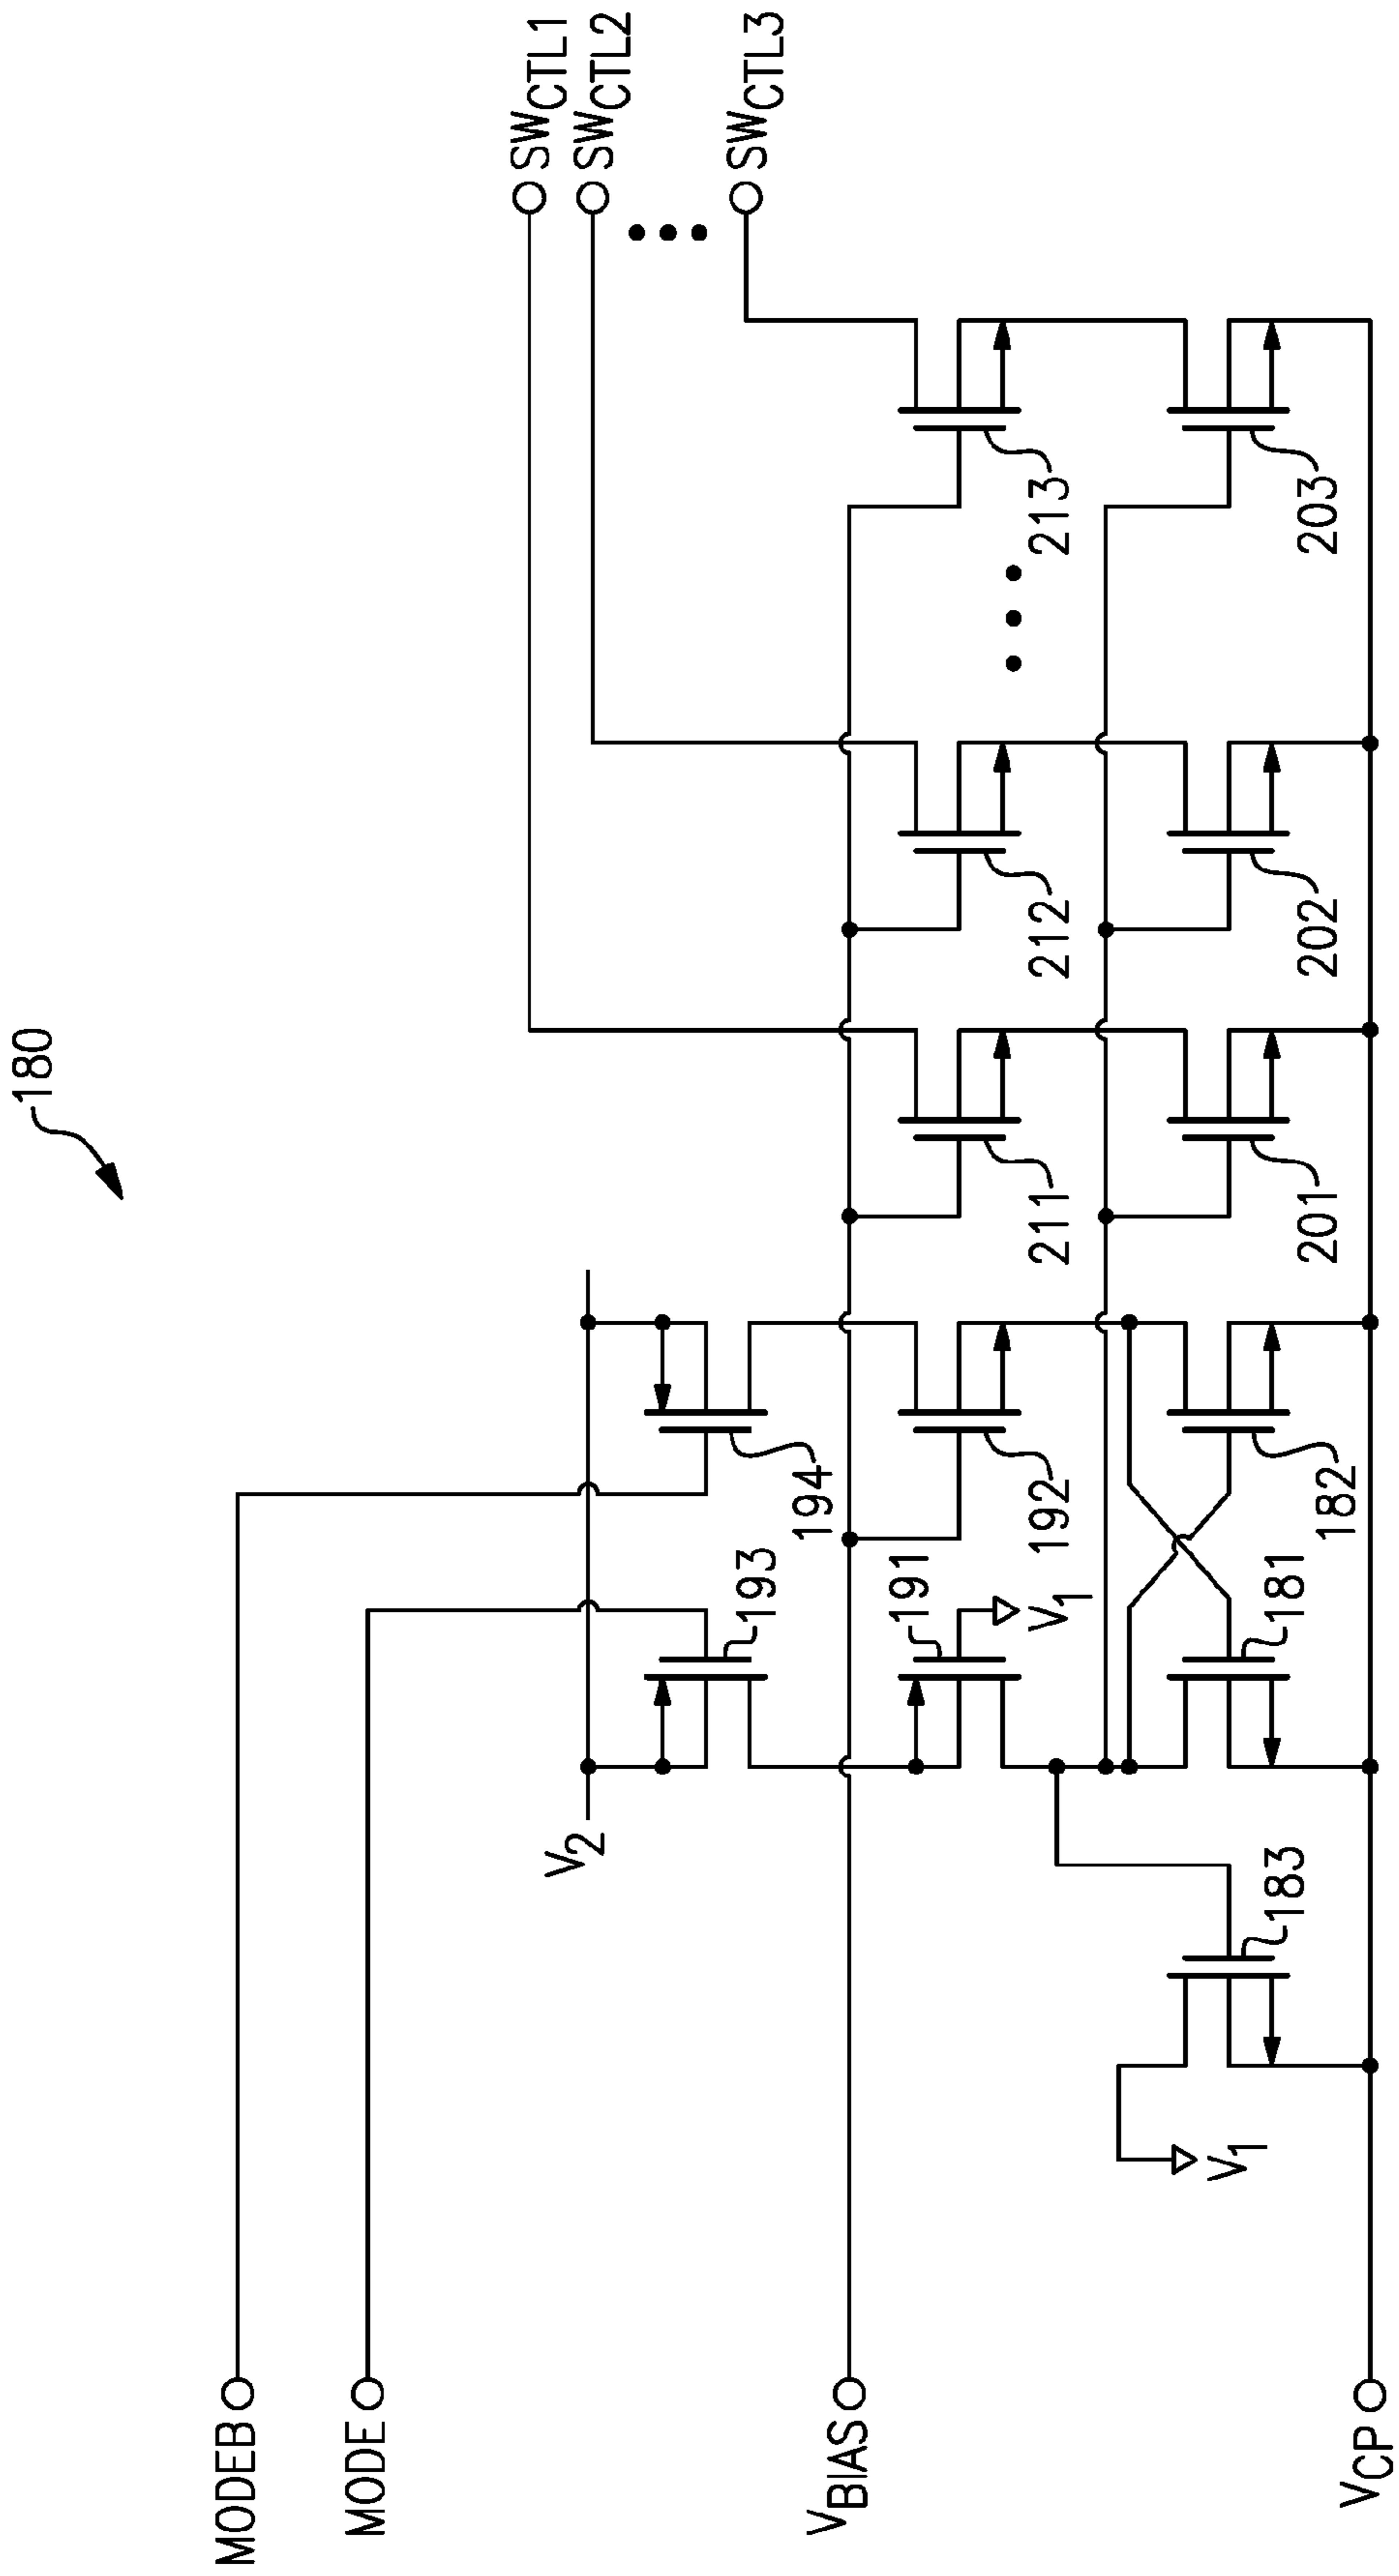 180
MODEB
MODE
V2
VBIAS
VCP
SWCTL1
SWCTL2
SWCTL3
193
194
191
V1
192
211
212
213
183
V1
181
182
201
202
203